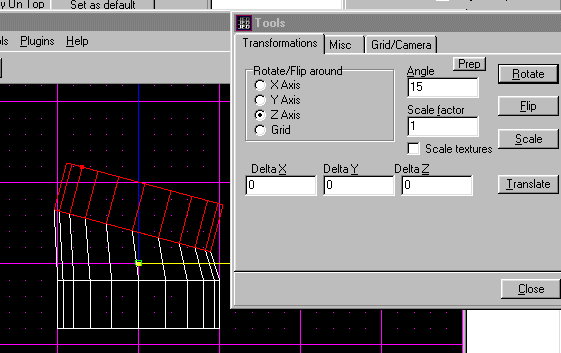 y On Top
Set as default
ls Plugins Help
Tools
Transformations Misc Grid/Camera
Rotate/Flip around
X Axis
Y Axis
Z Axis
Grid
Prep
Angle
15
Scale factor
1
Scale textures
Rotate
Flip
Scale
Delta X Delta Y Delta Z
0 0 0
Translate
Close